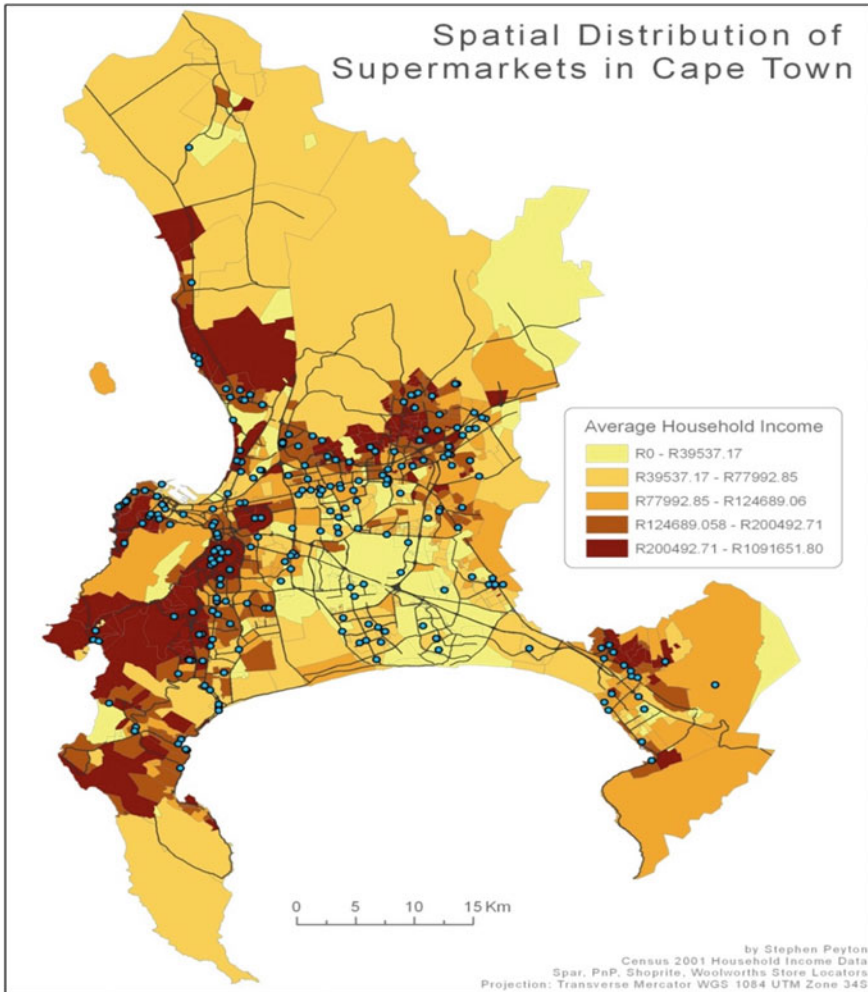 Spatial Distribution of
Supermarkets in Cape Town
Average Household Income
R0 - R39537.17
R39537.17 - R77992.85
R77992.85 - R124689.06
R124689.058 - R200492.71
R200492.71 - R1091651.80
0 5 10 15 Km
by Stephen Peyton
Census 2001 Household Income Data
Spar, PnP, Shoprite, Woolworths Store Locators
Projection: Transverse Mercator WGS 1084 UTM Zone 34S